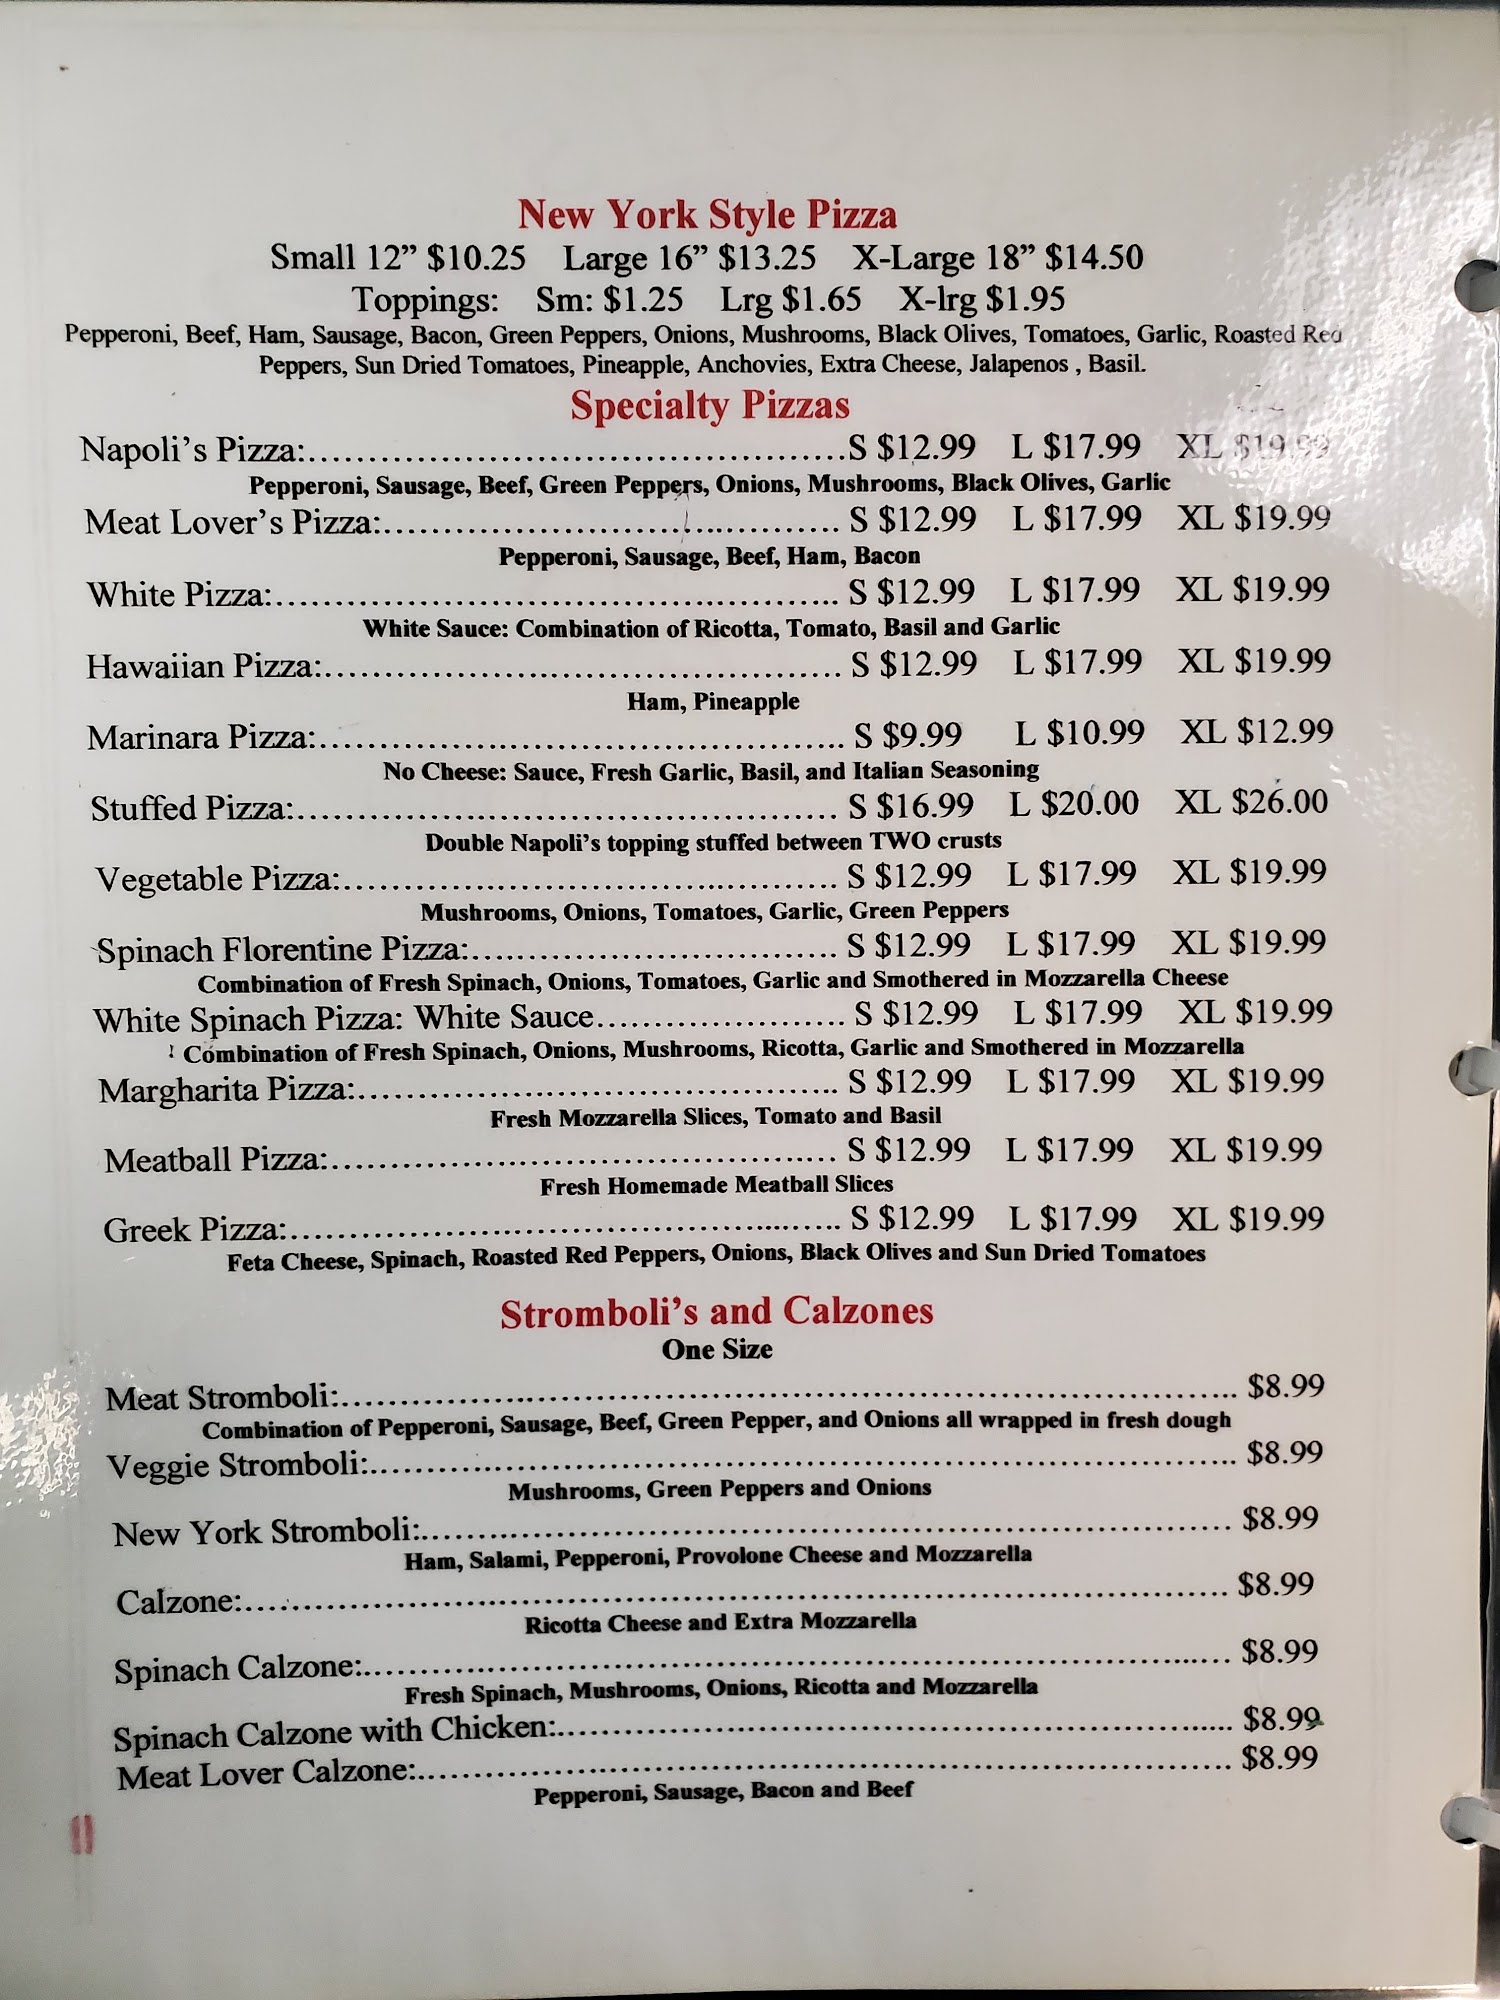 New York Style Pizza
Small 12” $10.25 Large 16” $13.25 X-Large 18” $14.50
Toppings: Sm: $1.25 Lrg $1.65 X-lrg $1.95
Pepperoni, Beef, Ham, Sausage, Bacon, Green Peppers, Onions, Mushrooms, Black Olives, Tomatoes, Garlic, Roasted Red
Peppers, Sun Dried Tomatoes, Pineapple, Anchovies, Extra Cheese, Jalapenos , Basil.
Specialty Pizzas
Napoli’s Pizza:.............................................S $12.99 L $17.99 XL $19.99
Pepperoni, Sausage, Beef, Green Peppers, Onions, Mushrooms, Black Olives, Garlic
Meat Lover’s Pizza:...................................... S $12.99 L $17.99 XL $19.99
Pepperoni, Sausage, Beef, Ham, Bacon
White Pizza:............................................... S $12.99 L $17.99 XL $19.99
White Sauce: Combination of Ricotta, Tomato, Basil and Garlic
Hawaiian Pizza:........................................... S $12.99 L $17.99 XL $19.99
Ham, Pineapple
Marinara Pizza:............................................ S $9.99 L $10.99 XL $12.99
No Cheese: Sauce, Fresh Garlic, Basil, and Italian Seasoning
Stuffed Pizza:.............................................. S $16.99 L $20.00 XL $26.00
Double Napoli’s topping stuffed between TWO crusts
Vegetable Pizza:.......................................... S $12.99 L $17.99 XL $19.99
Mushrooms, Onions, Tomatoes, Garlic, Green Peppers
Spinach Florentine Pizza:............................... S $12.99 L $17.99 XL $19.99
Combination of Fresh Spinach, Onions, Tomatoes, Garlic and Smothered in Mozzarella Cheese
White Spinach Pizza: White Sauce..................... S $12.99 L $17.99 XL $19.99
Combination of Fresh Spinach, Onions, Mushrooms, Ricotta, Garlic and Smothered in Mozzarella
Margharita Pizza:........................................ S $12.99 L $17.99 XL $19.99
Fresh Mozzarella Slices, Tomato and Basil
Meatball Pizza:........................................... S $12.99 L $17.99 XL $19.99
Fresh Homemade Meatball Slices
Greek Pizza:............................................... S $12.99 L $17.99 XL $19.99
Feta Cheese, Spinach, Roasted Red Peppers, Onions, Black Olives and Sun Dried Tomatoes
Stromboli’s and Calzones
One Size
Meat Stromboli:........................................................................... $8.99
Combination of Pepperoni, Sausage, Beef, Green Pepper, and Onions all wrapped in fresh dough
Veggie Stromboli:......................................................................... $8.99
Mushrooms, Green Peppers and Onions
New York Stromboli:.................................................................... $8.99
Ham, Salami, Pepperoni, Provolone Cheese and Mozzarella
Calzone:................................................................................... $8.99
Ricotta Cheese and Extra Mozzarella
Spinach Calzone:......................................................................... $8.99
Fresh Spinach, Mushrooms, Onions, Ricotta and Mozzarella
Spinach Calzone with Chicken:......................................................... $8.99
Meat Lover Calzone:..................................................................... $8.99
Pepperoni, Sausage, Bacon and Beef
11